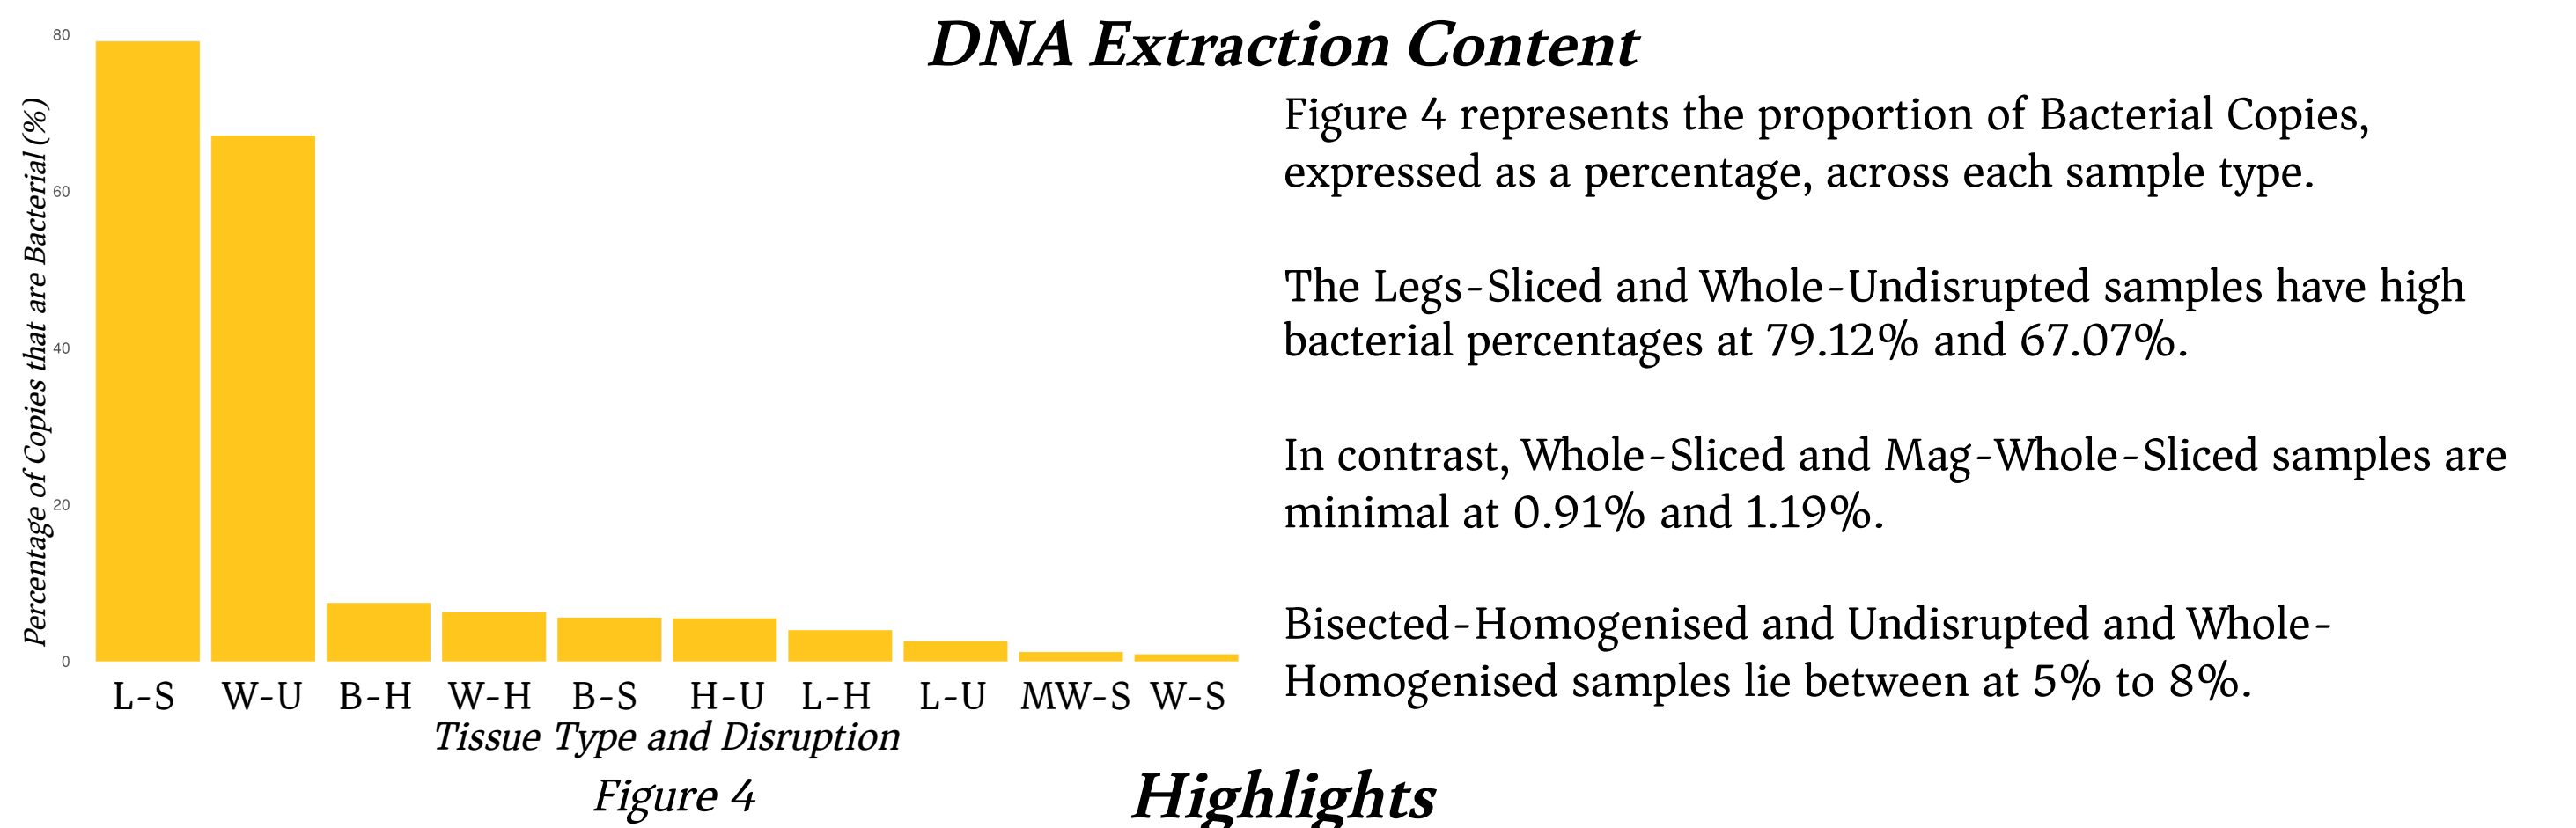 DNA Extraction Content
80
60
40
20
0
Percentage of Copies that are Bacterial (%)
L-S W-U B-H W-H B-S H-U L-H L-U MW-S W-S
Tissue Type and Disruption
Figure 4
Figure 4 represents the proportion of Bacterial Copies,
expressed as a percentage, across each sample type.
The Legs-Sliced and Whole-Undisrupted samples have high
bacterial percentages at 79.12% and 67.07%.
In contrast, Whole-Sliced and Mag-Whole-Sliced samples are
minimal at 0.91% and 1.19%.
Bisected-Homogenised and Undisrupted and Whole-
Homogenised samples lie between at 5% to 8%.
Highlights